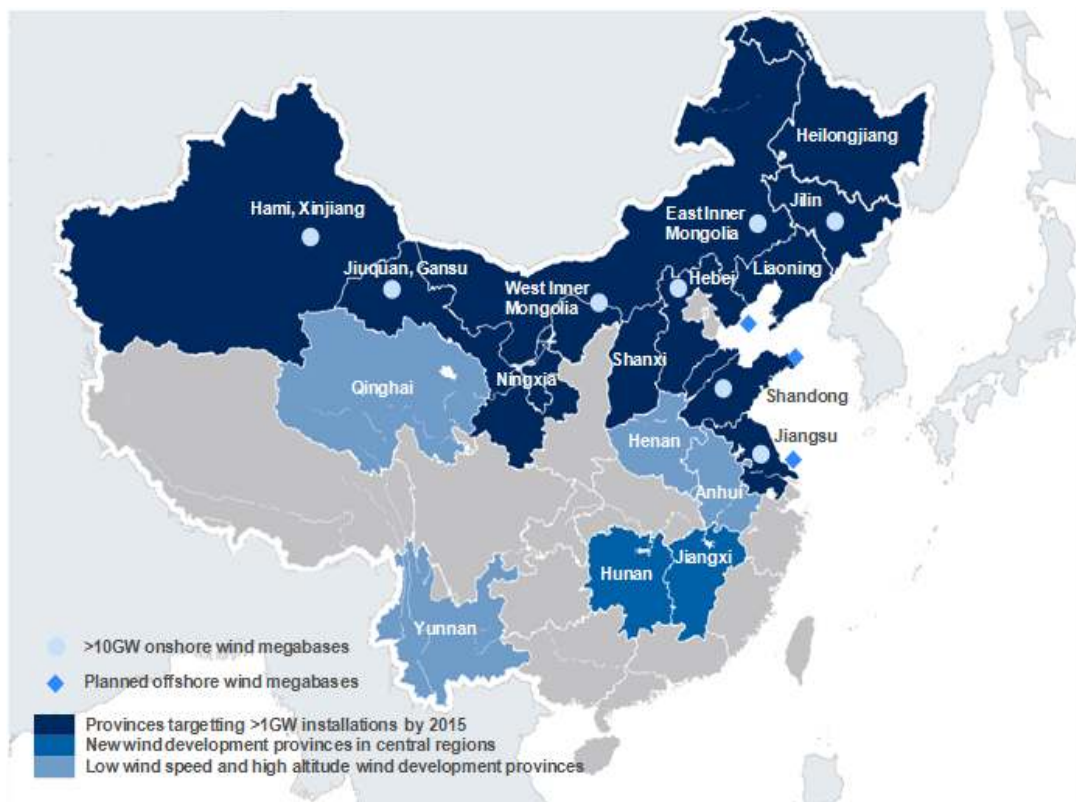 Heilongjiang
Jilin
Hami, Xinjiang
East Inner
Mongolia
Liaoning
Jiuquan, Gansu
Hebei
West Inner
Mongolia
Shanxi
Ningxia
Qinghai
Shandong
Henan
Jiangsu
Anhui
Hunan
Jiangxi
Yunnan
>10GW onshore wind megabases
Planned offshore wind megabases
Provinces targetting >1GW installations by 2015
New wind development provinces in central regions
Low wind speed and high altitude wind development provinces